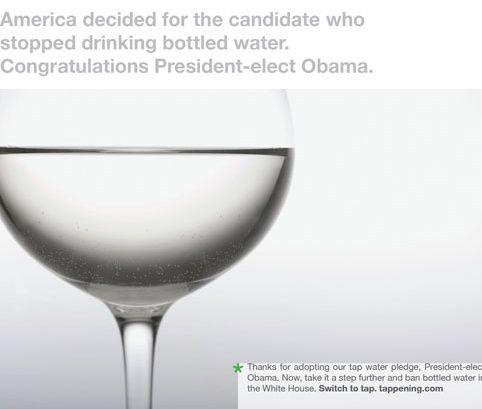 America decided for the candidate who
stopped drinking bottled water.
Congratulations President-elect Obama.
* Thanks for adopting our tap water pledge, President-elec
Obama. Now, take it a step further and ban bottled water i
the White House. Switch to tap. tappening.com